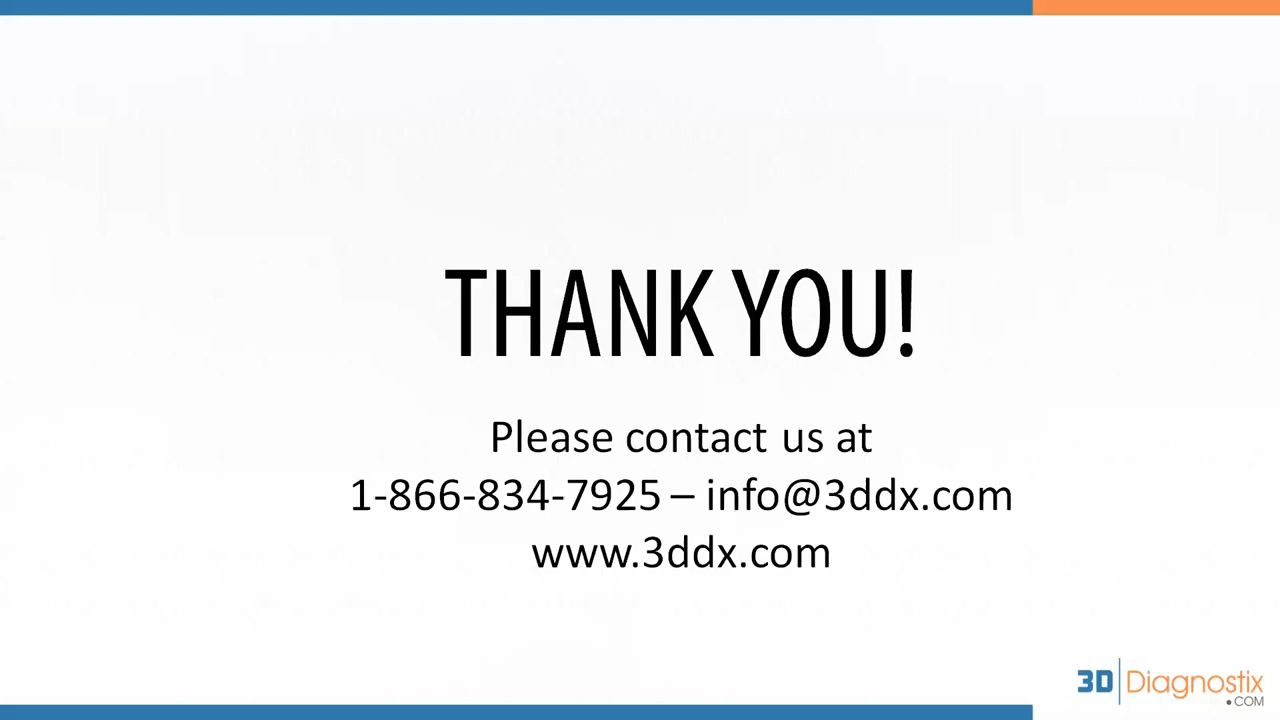 THANK YOU!
Please contact us at
1-866-834-7925 – info@3ddx.com
www.3ddx.com
3D Diagnostix
.COM